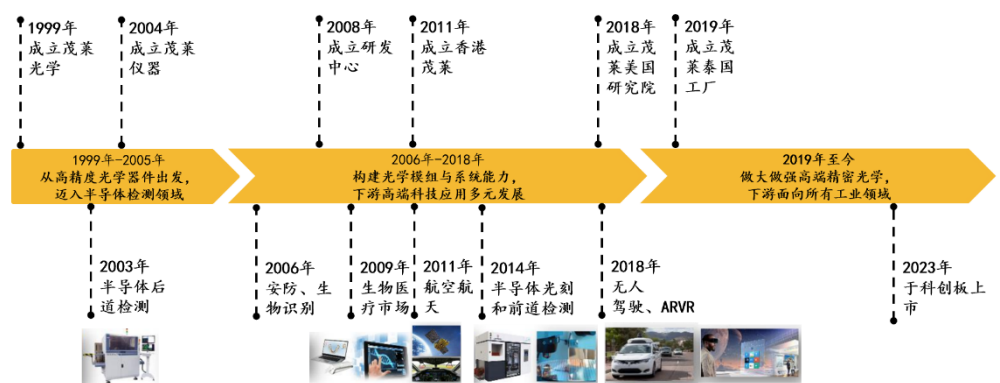 1999年
成立茂莱
光学
2004年
成立茂莱
仪器
2008年
成立研发
中心
2011年
成立香港
茂莱
2018年
成立茂
莱美国
研究院
2019年
成立茂
莱泰国
工厂
1999年-2005年
从高精度光学器件出发，
迈入半导体检测领域
2006年-2018年
构建光学模组与系统能力，
下游高端科技应用多元发展
2019年至今
做大做强高端精密光学，
下游面向所有工业领域
2003年
半导体后
道检测
2006年
安防、生
物识别
2009年
生物医
疗市场
2011年
航空航
天
2014年
半导体光刻
和前道检测
2018年
无人
驾驶、ARVR
2023年
于科创板上
市